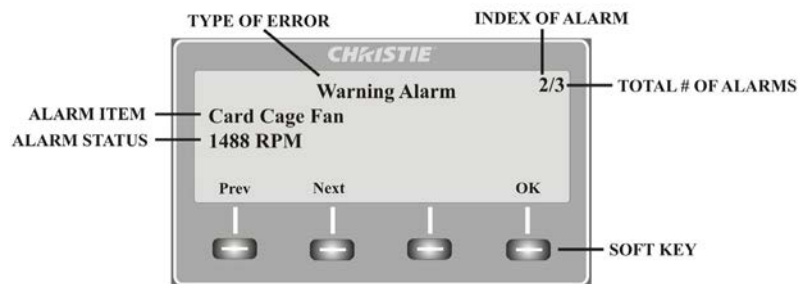 TYPE OF ERROR
INDEX OF ALARM
CHRISTIE
Warning Alarm
2/3
TOTAL # OF ALARMS
ALARM ITEM
Card Cage Fan
ALARM STATUS
1488 RPM
Prev Next OK
SOFT KEY